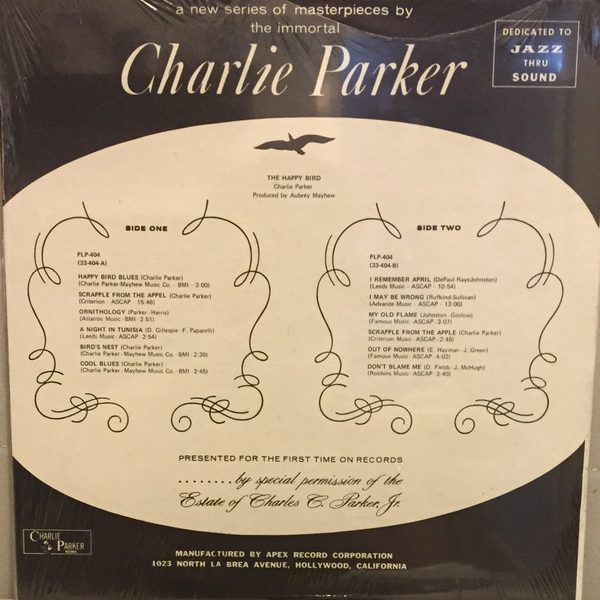 a new series of masterpieces by
the immortal
Charlie Parker
DEDICATED TO
JAZZ
THRU
SOUND
THE HAPPY BIRD
Charlie Parker
Produced by Aubrey Mayhew
SIDE ONE
PLP-404
(33-404-A)
HAPPY BIRD BLUES (Charlie Parker)
(Charlie Parker-Mayhew Music Co. · BMI - 3:00)
SCRAPPLE FROM THE APPEL (Charlie Parker)
(Criterion · ASCAP · 15:46)
ORNITHOLOGY (Parker · Harris)
(Atlantic Music · BMI · 2:51)
A NIGHT IN TUNISIA (D. Gillespie · F. Paparelli)
(Leeds Music · ASCAP · 2:54)
BIRD'S NEST (Charlie Parker)
(Charlie Parker · Mayhew Music Co. · BMI · 2:39)
COOL BLUES (Charlie Parker)
(Charlie Parker · Mayhew Music Co. · BMI · 2:45)
SIDE TWO
PLP-404
(33-404-B)
I REMEMBER APRIL (DePaul-RayeJohnston)
(Leeds Music · ASCAP · 10:54)
I MAY BE WRONG (Rufkind-Sullivan)
(Advance Music · ASCAP · 13:00)
MY OLD FLAME (Johnston · Coslow)
(Famous Music · ASCAP · 3:07)
SCRAPPLE FROM THE APPLE (Charlie Parker)
(Criterion Music · ASCAP · 2:48)
OUT OF NOWHERE (E. Hayman · J. Green)
(Famous Music · ASCAP · 4:02)
DON'T BLAME ME (D. Fields · J. McHugh)
(Robbins Music · ASCAP · 2:40)
PRESENTED FOR THE FIRST TIME ON RECORDS
........by special permission of the
Estate of Charles C. Parker, Jr.
CHARLIE
PARKER
MANUFACTURED BY APEX RECORD CORPORATION
1023 NORTH LA BREA AVENUE, HOLLYWOOD, CALIFORNIA